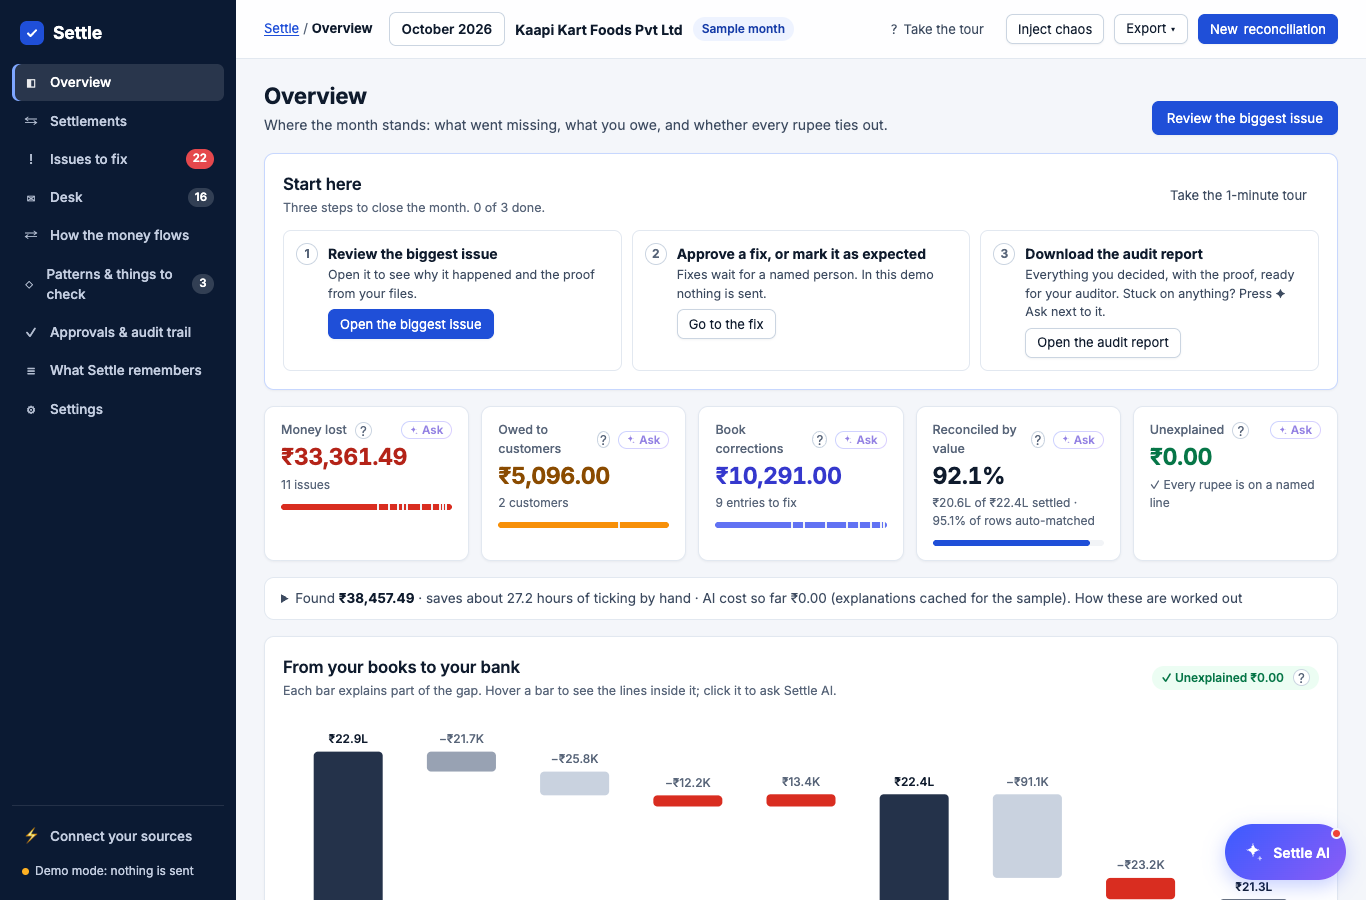 Settle
Overview
Settlements
! Issues to fix 22
Desk 16
How the money flows
Patterns & things to
check 3
Approvals & audit trail
What Settle remembers
Settings
Connect your sources
Demo mode: nothing is sent
Settle / Overview October 2026 Kaapi Kart Foods Pvt Ltd Sample month ? Take the tour Inject chaos Export New reconciliation
Overview
Where the month stands: what went missing, what you owe, and whether every rupee ties out.
Review the biggest issue
Start here
Three steps to close the month. 0 of 3 done.
Take the 1-minute tour
1 Review the biggest issue
Open it to see why it happened and the proof
from your files.
Open the biggest issue
2 Approve a fix, or mark it as expected
Fixes wait for a named person. In this demo
nothing is sent.
Go to the fix
3 Download the audit report
Everything you decided, with the proof, ready
for your auditor. Stuck on anything? Press ✦
Ask next to it.
Open the audit report
Money lost ? Ask
₹33,361.49
11 issues
Owed to
customers ? Ask
₹5,096.00
2 customers
Book
corrections ? Ask
₹10,291.00
9 entries to fix
Reconciled by
value ? Ask
92.1%
₹20.6L of ₹22.4L settled ·
95.1% of rows auto-matched
Unexplained ? Ask
₹0.00
✓ Every rupee is on a named
line
Found ₹38,457.49 · saves about 27.2 hours of ticking by hand · AI cost so far ₹0.00 (explanations cached for the sample). How these are worked out
From your books to your bank
Each bar explains part of the gap. Hover a bar to see the lines inside it; click it to ask Settle AI.
✓ Unexplained ₹0.00 ?
₹22.9L
−₹21.7K
−₹25.8K
−₹12.2K
₹13.4K
₹22.4L
−₹91.1K
−₹23.2K
₹21.3L
Settle AI